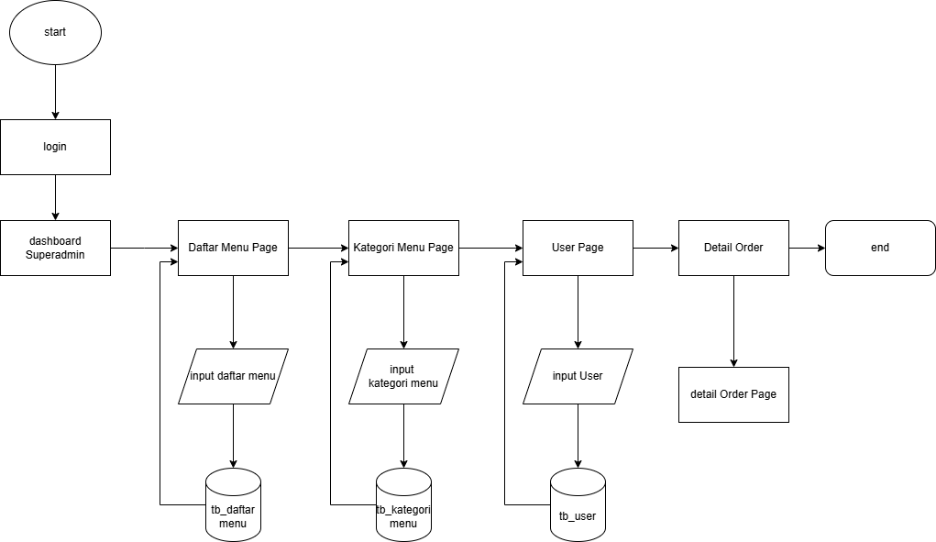 start
login
dashboard
Superadmin
Daftar Menu Page
Kategori Menu Page
User Page
Detail Order
end
input daftar menu
input
kategori menu
input User
detail Order Page
tb_daftar
menu
tb_kategori
menu
tb_user